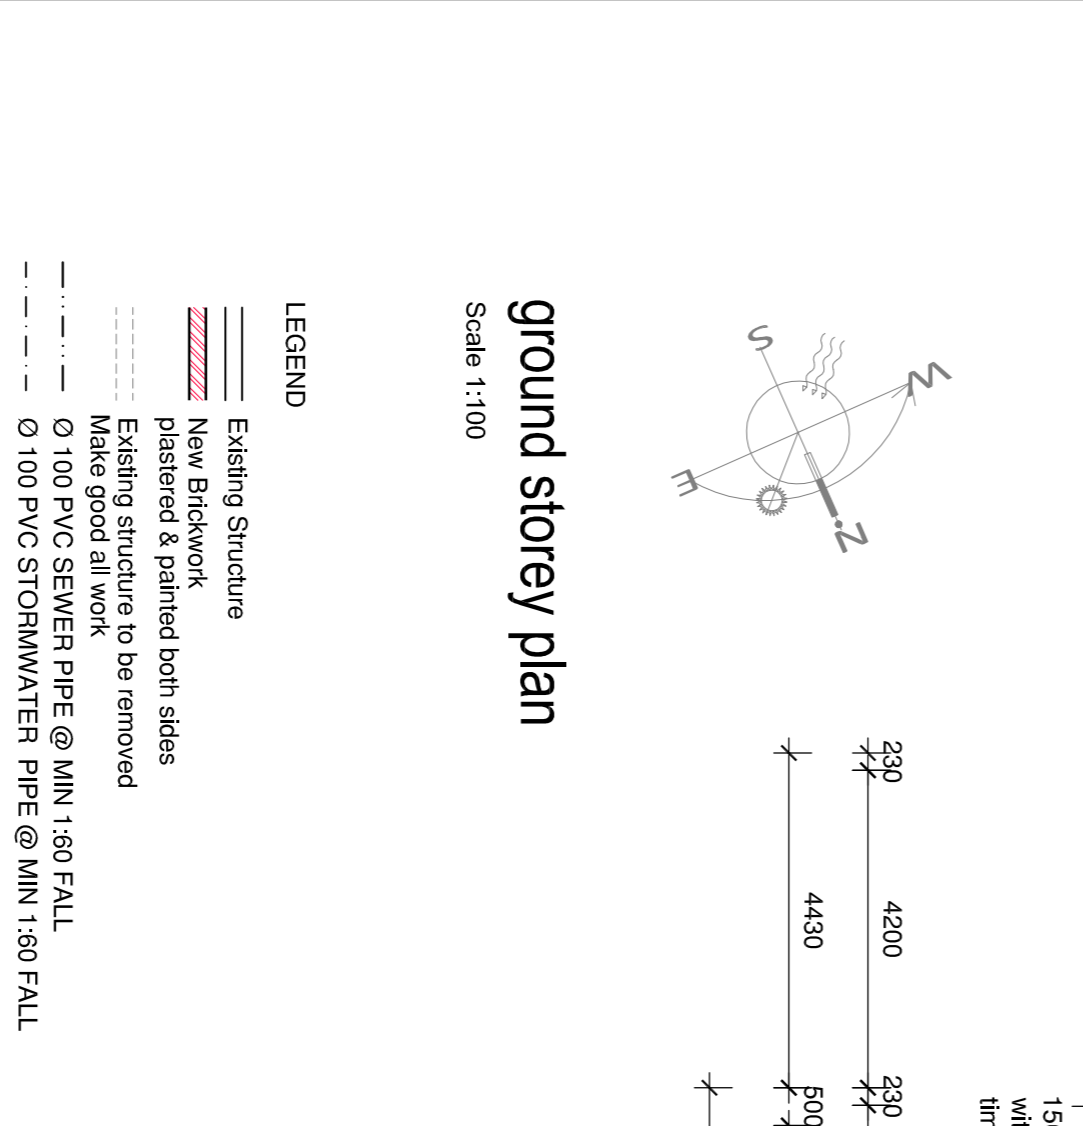 S
W
E
N
ground storey plan
Scale 1:100
LEGEND
Existing Structure
New Brickwork
plastered & painted both sides
Existing structure to be removed
Make good all work
Ø 100 PVC SEWER PIPE @ MIN 1:60 FALL
Ø 100 PVC STORMWATER PIPE @ MIN 1:60 FALL
230
4200
230
4430
500